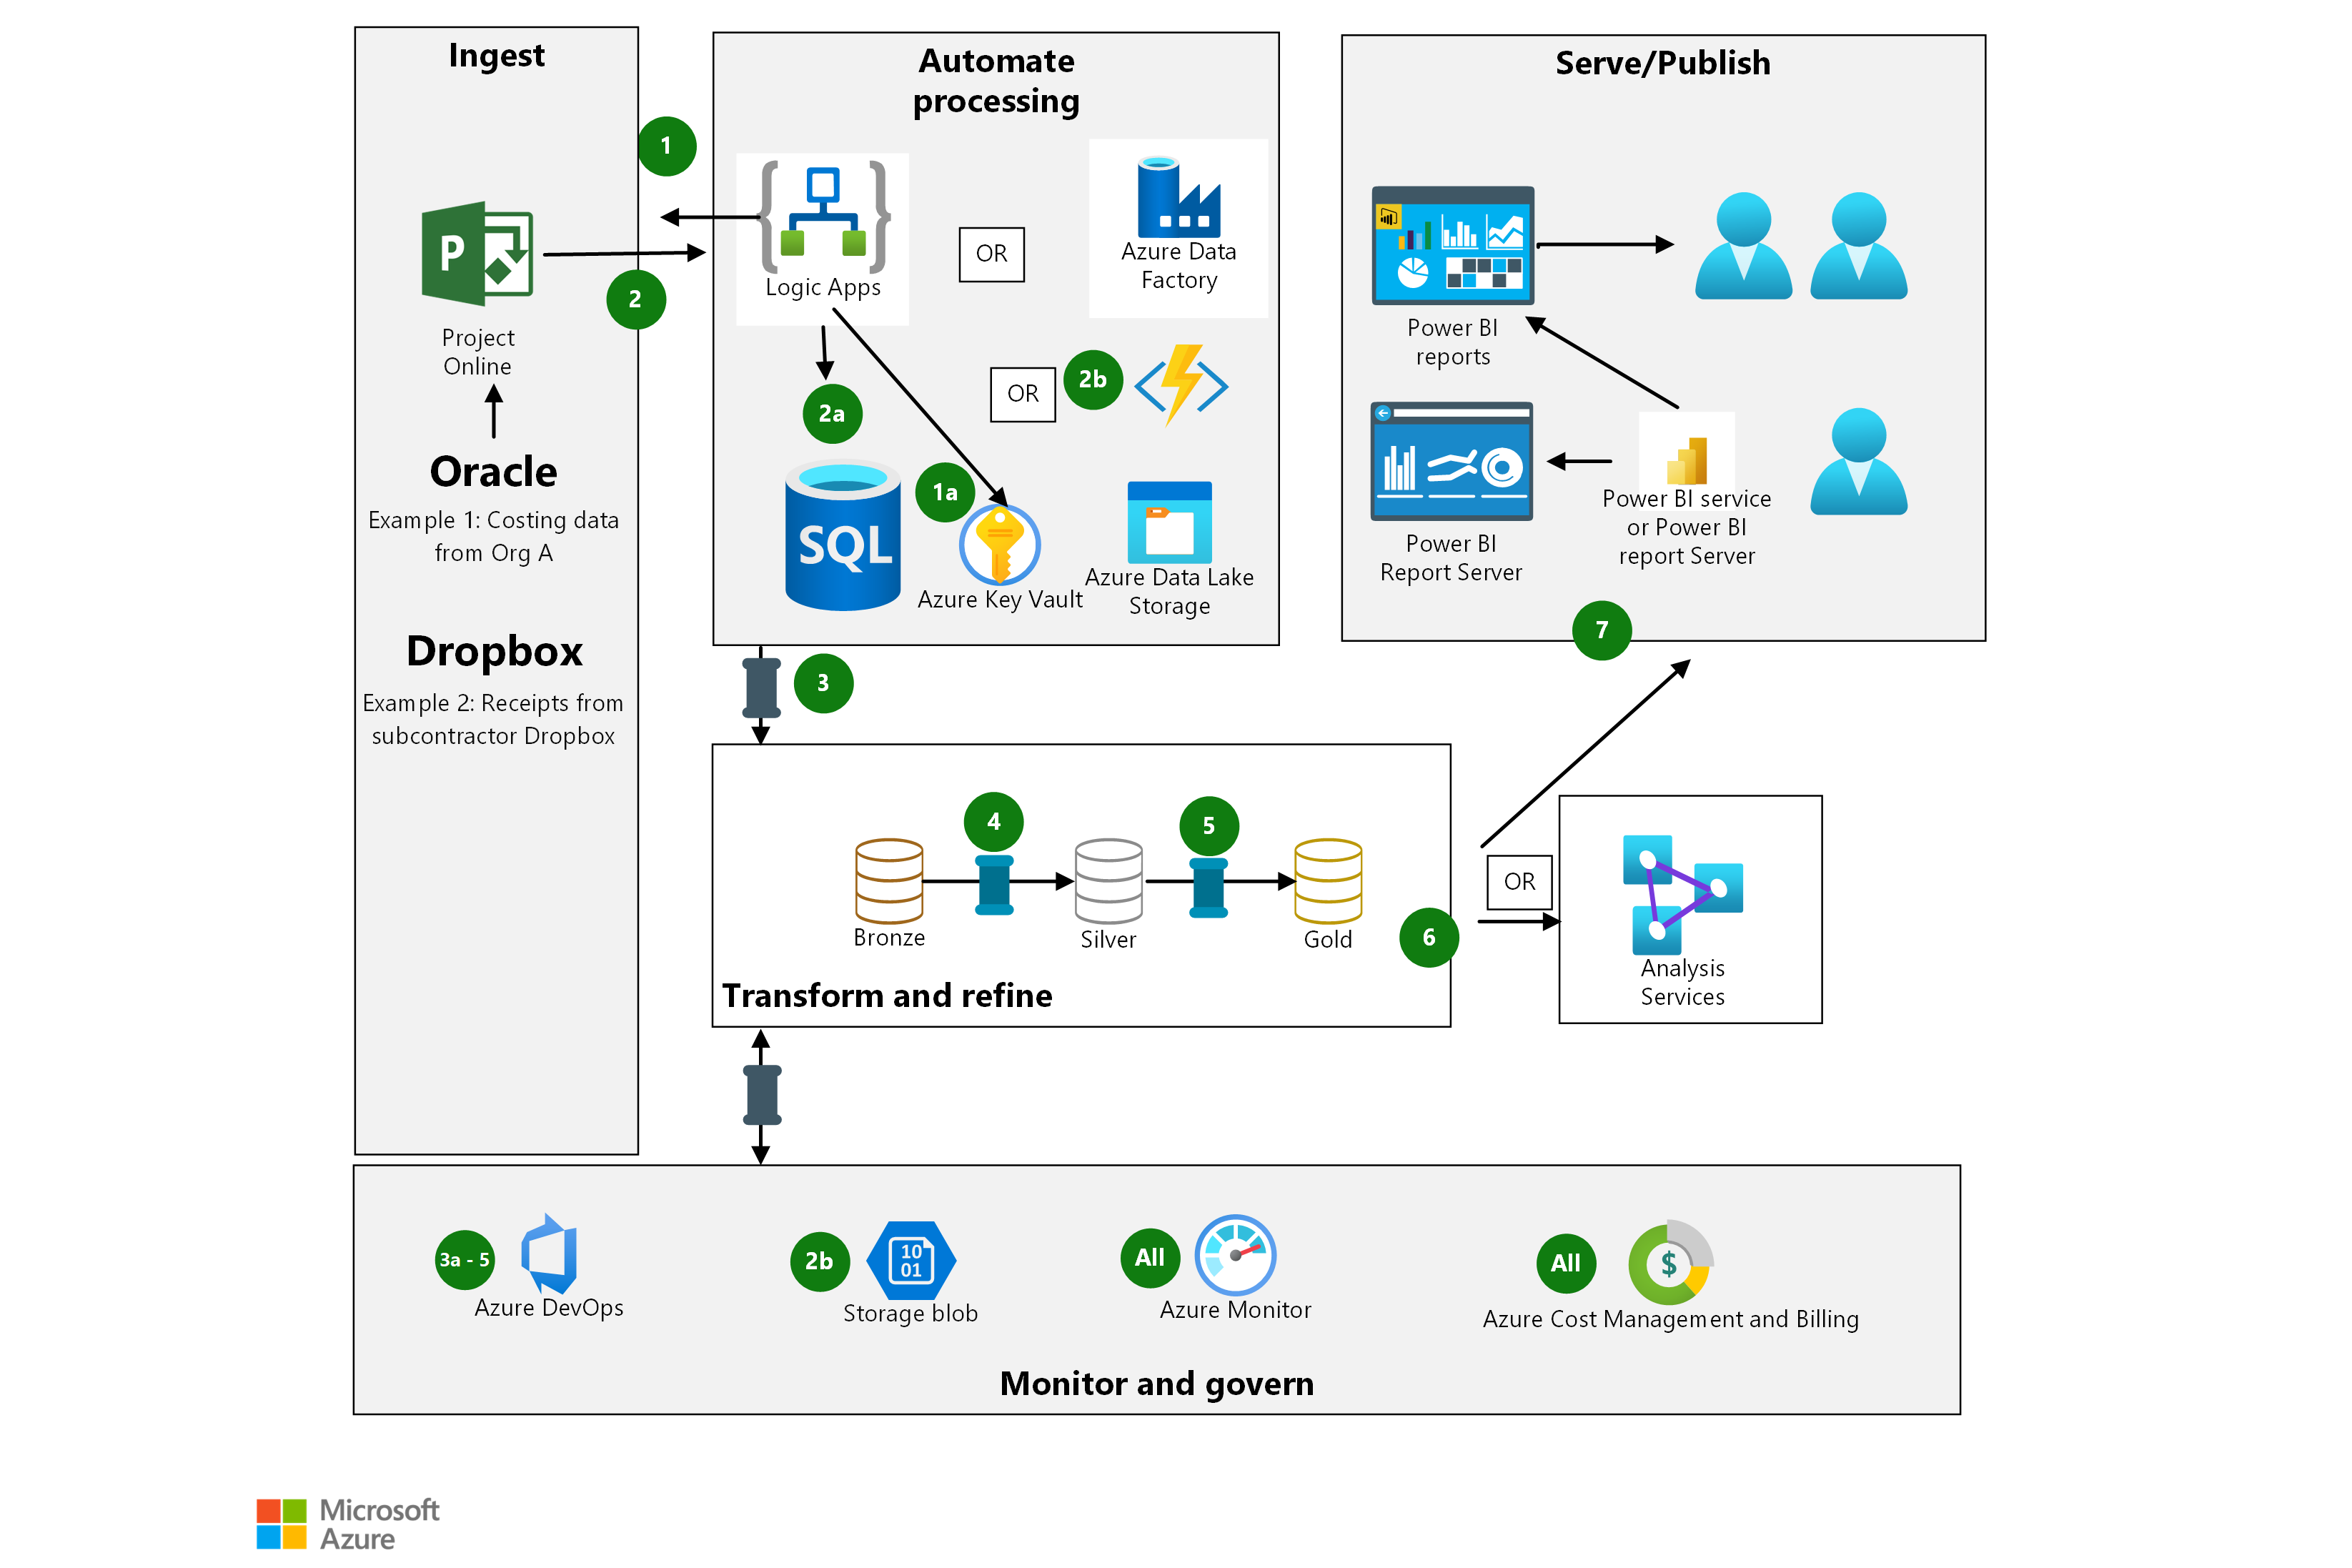 Ingest
1
P
Project
Online
2
Oracle
Example 1: Costing data
from Org A
Dropbox
Example 2: Receipts from
subcontractor Dropbox
Automate
processing
Logic Apps
OR
Azure Data
Factory
OR
2b
2a
SQL
1a
Azure Key Vault
Azure Data Lake
Storage
3
Serve/Publish
Power BI
reports
Power BI
Report Server
Power BI service
or Power BI
report Server
7
4
5
Bronze
Silver
Gold
6
Transform and refine
OR
Analysis
Services
3a - 5
Azure DevOps
2b
10
01
Storage blob
All
Azure Monitor
All
$
Azure Cost Management and Billing
Monitor and govern
Microsoft
Azure